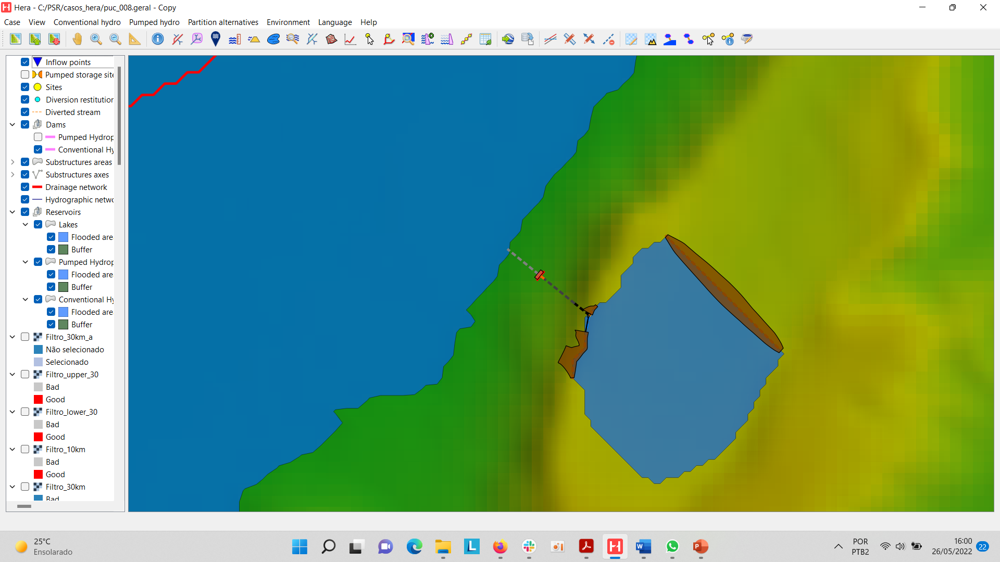 Hera - C:/PSR/casos_hera/puc_008.geral - Copy
Case View Conventional hydro Pumped hydro Partition alternatives Environment Language Help
Inflow points
Pumped storage site
Sites
Diversion restitution
Diverted stream
Dams
Pumped Hydrop
Conventional Hy
Substructures areas
Substructures axes
Drainage network
Hydrographic netwo
Reservoirs
Lakes
Flooded are
Buffer
Pumped Hydrop
Flooded are
Buffer
Conventional Hy
Flooded are
Buffer
Filtro_30km_a
Não selecionado
Selecionado
Filtro_upper_30
Bad
Good
Filtro_lower_30
Bad
Good
Filtro_10km
Bad
Good
Filtro_30km
Bad
25°C
Ensolarado
POR
PTB2
16:00
26/05/2022
22